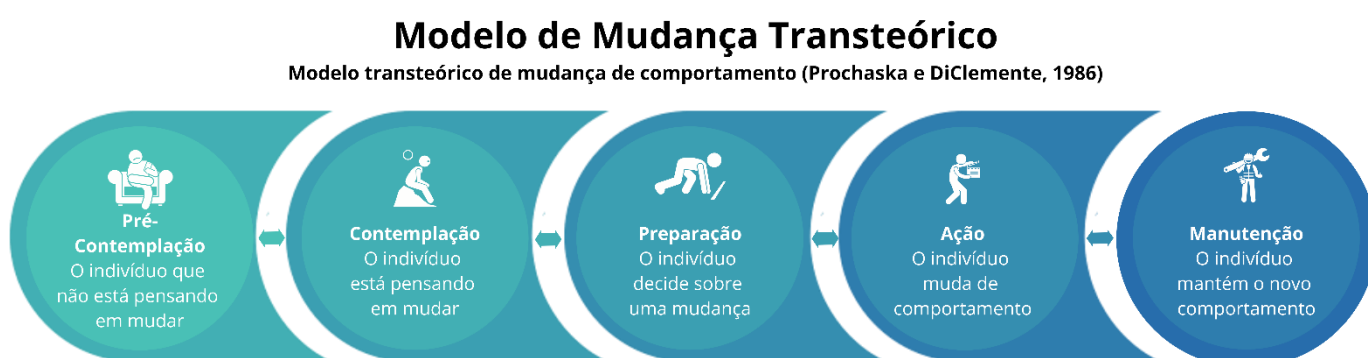 Modelo de Mudança Transteórico
Modelo transteórico de mudança de comportamento (Prochaska e DiClemente, 1986)
Pré-
Contemplação
O indivíduo que
não está pensando
em mudar
Contemplação
O indivíduo
está pensando
em mudar
Preparação
O indivíduo
decide sobre
uma mudança
Ação
O indivíduo
muda de
comportamento
Manutenção
O indivíduo
mantém o novo
comportamento